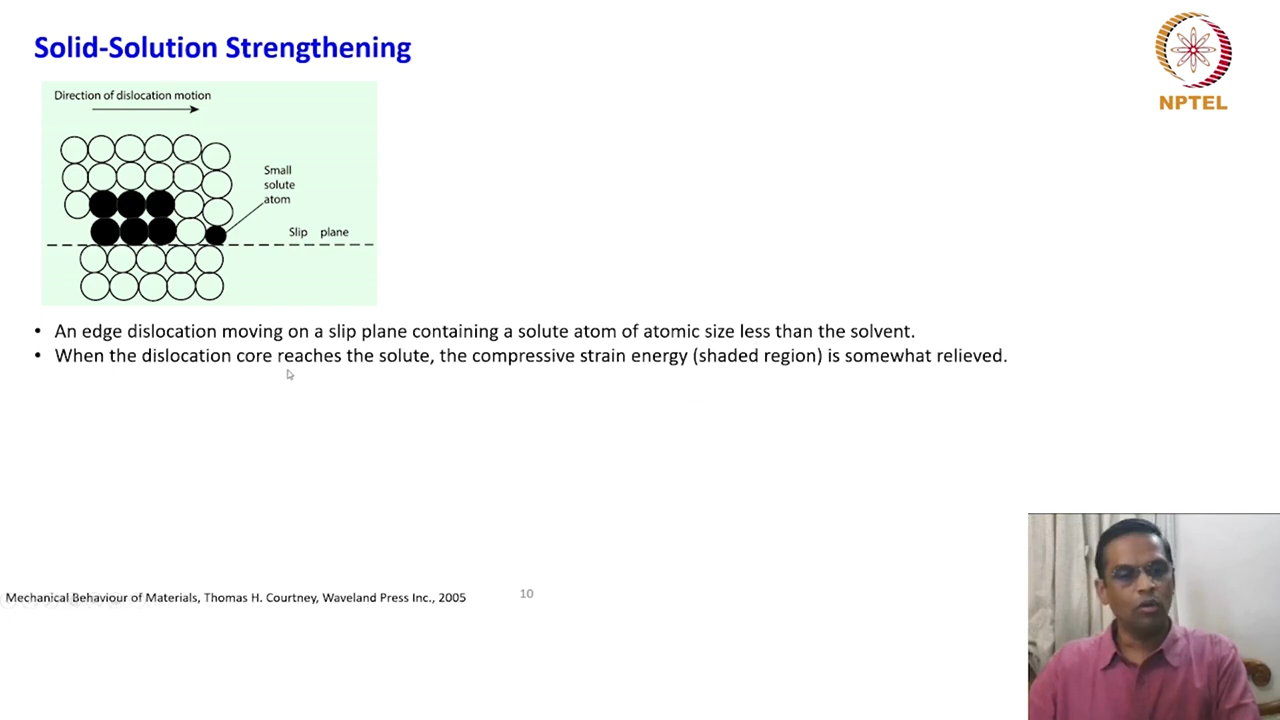 Solid-Solution Strengthening
NPTEL
Direction of dislocation motion
Small
solute
atom
Slip plane
• An edge dislocation moving on a slip plane containing a solute atom of atomic size less than the solvent.
• When the dislocation core reaches the solute, the compressive strain energy (shaded region) is somewhat relieved.
Mechanical Behaviour of Materials, Thomas H. Courtney, Waveland Press Inc., 2005
10